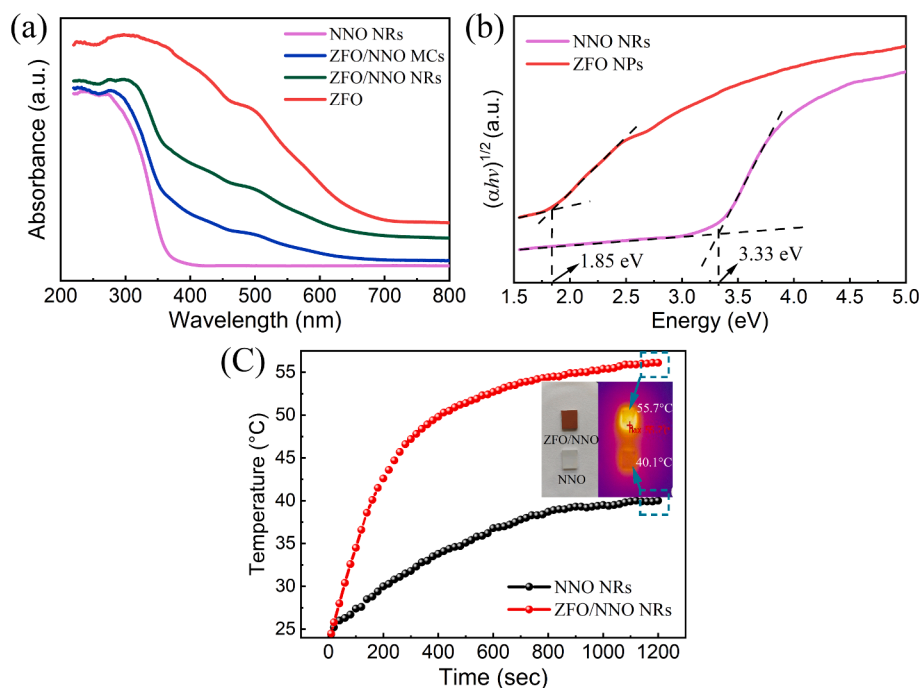 (a)
NNO NRs
ZFO/NNO MCs
ZFO/NNO NRs
ZFO
Absorbance (a.u.)
200 300 400 500 600 700 800
Wavelength (nm)
(b)
NNO NRs
ZFO NPs
(αhν)1/2 (a.u.)
1.85 eV
3.33 eV
1.5 2.0 2.5 3.0 3.5 4.0 4.5 5.0
Energy (eV)
(C)
Temperature (°C)
55
50
45
40
35
30
25
55.7°C
ZFO/NNO
40.1°C
NNO
NNO NRs
ZFO/NNO NRs
0 200 400 600 800 1000 1200
Time (sec)